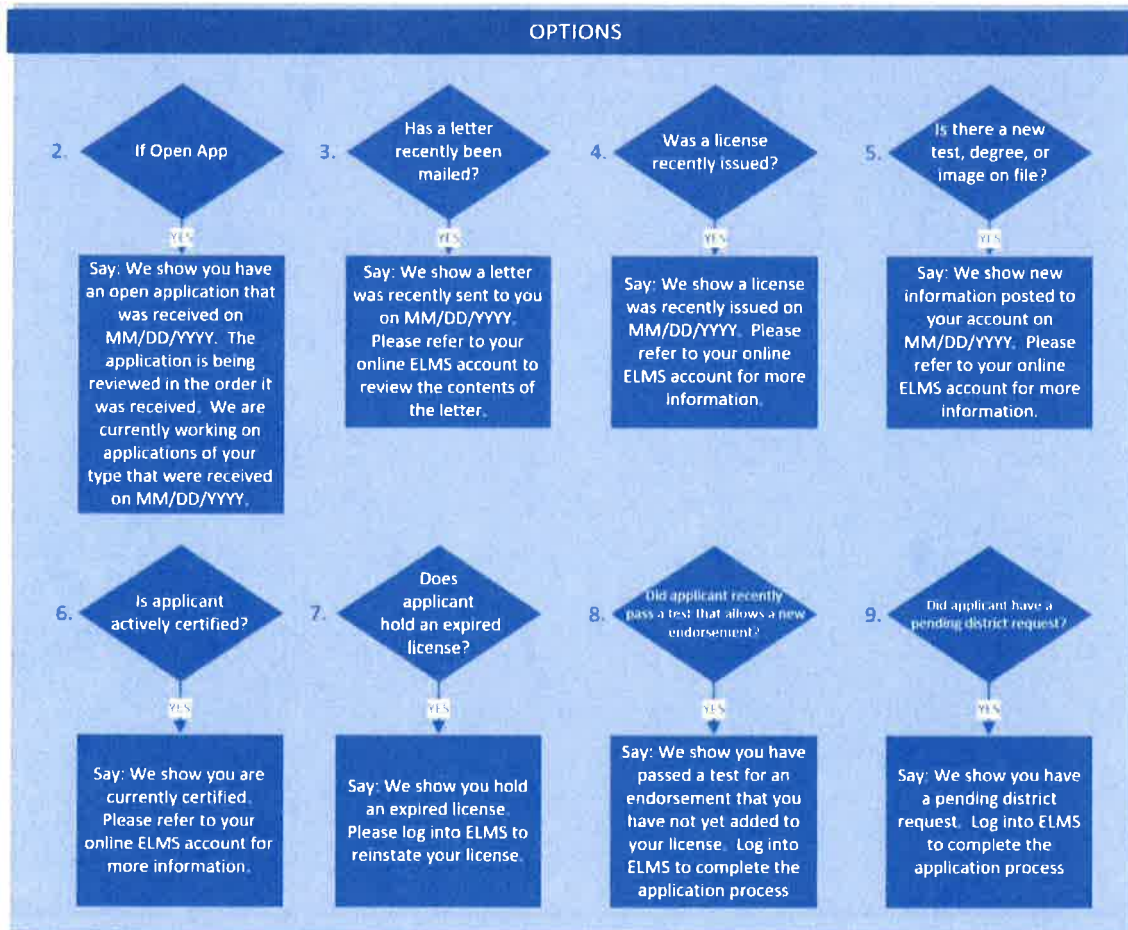 OPTIONS
2.
If Open App
3.
Has a letter
recently been
mailed?
4.
Was a license
recently issued?
5.
Is there a new
test, degree, or
image on file?
YES
YES
YES
YES
Say: We show you have
an open application that
was received on
MM/DD/YYYY. The
application is being
reviewed in the order it
was received. We are
currently working on
applications of your
type that were received
on MM/DD/YYYY.
Say: We show a letter
was recently sent to you
on MM/DD/YYYY.
Please refer to your
online ELMS account to
review the contents of
the letter.
Say: We show a license
was recently issued on
MM/DD/YYYY. Please
refer to your online
ELMS account for more
information.
Say: We show new
information posted to
your account on
MM/DD/YYYY. Please
refer to your online
ELMS account for more
information.
6.
Is applicant
actively certified?
7.
Does
applicant
hold an expired
license?
8.
Did applicant recently
pass a test that allows a new
endorsement?
9.
Did applicant have a
pending district request?
YES
YES
YES
YES
Say: We show you are
currently certified.
Please refer to your
online ELMS account for
more information.
Say: We show you hold
an expired license.
Please log into ELMS to
reinstate your license.
Say: We show you have
passed a test for an
endorsement that you
have not yet added to
your license. Log into
ELMS to complete the
application process
Say: We show you have
a pending district
request. Log into ELMS
to complete the
application process